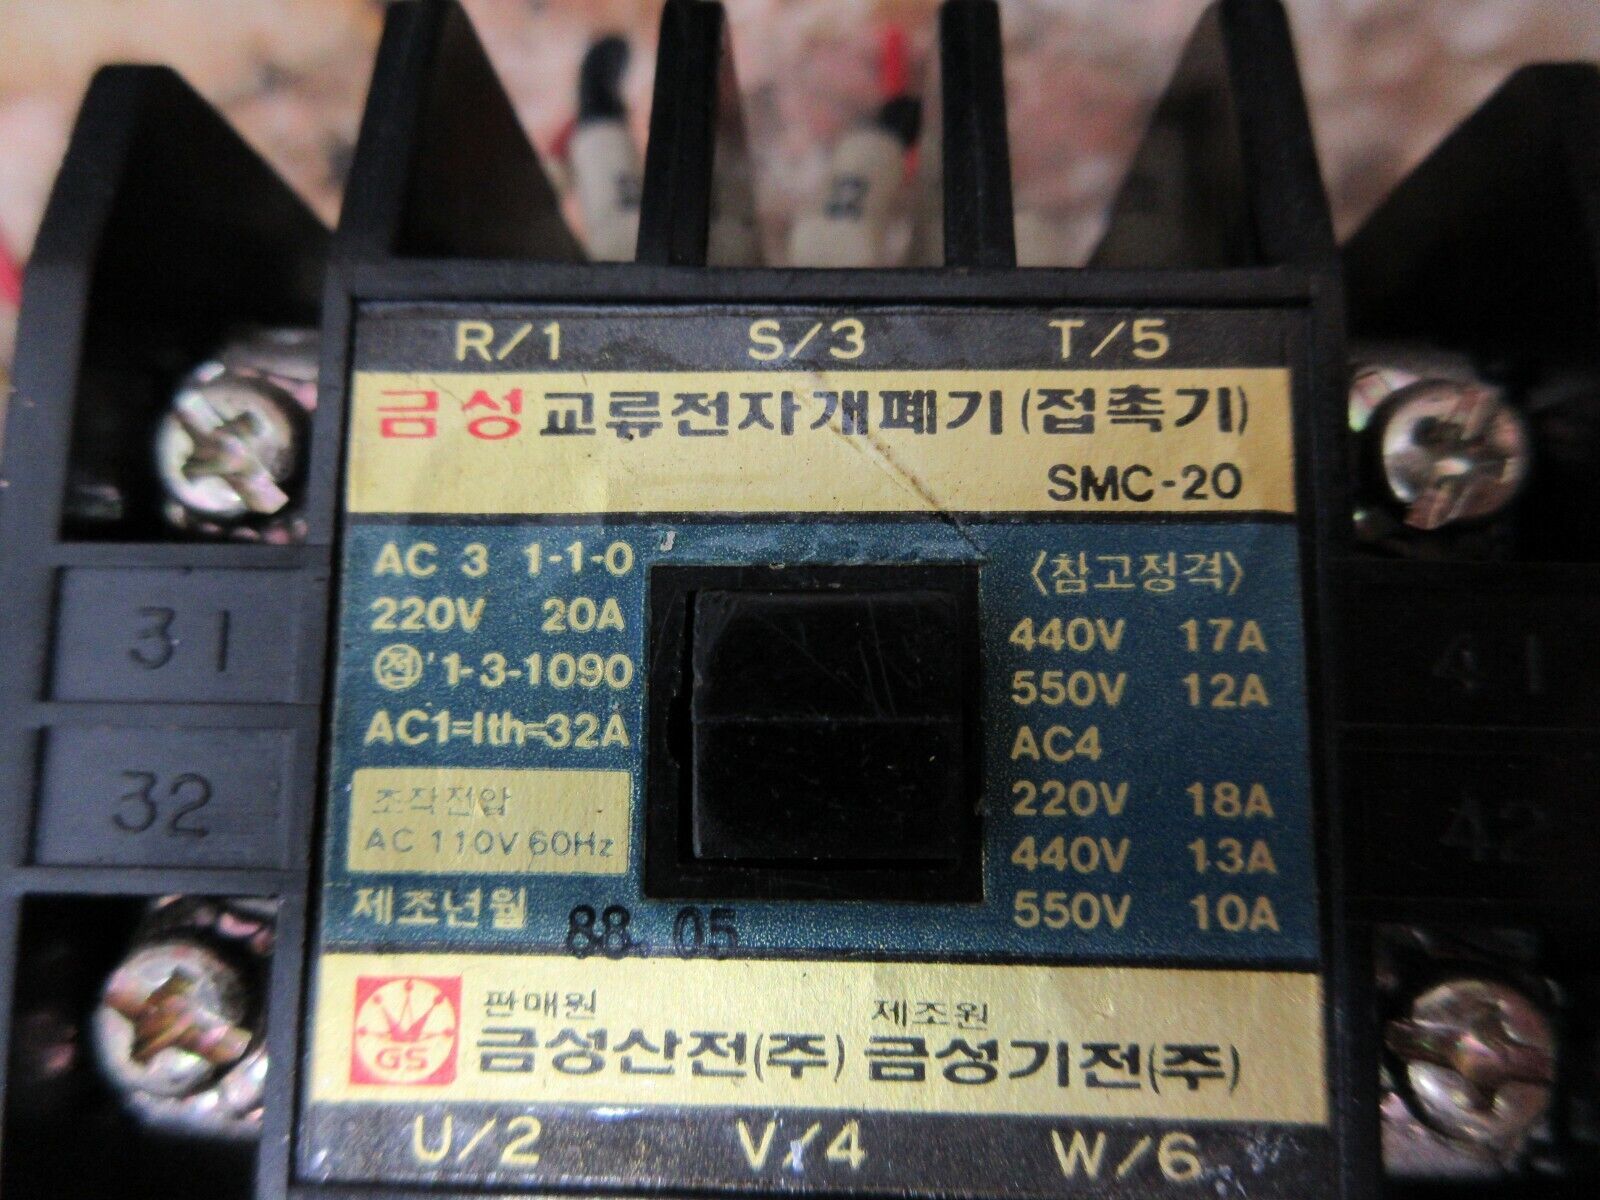 R/1 S/3 T/5
금성 교류전자개폐기(접촉기)
SMC-20
AC 3 1-1-0
220V 20A
㉠전 '1-3-1090
AC1=Ith=32A
조작전압
AC 110V 60Hz
제조년월 88.05
〈참고정격〉
440V 17A
550V 12A
AC4
220V 18A
440V 13A
550V 10A
31
32
41
42
GS
판매원
금성산전(주)
제조원
금성기전(주)
U/2 V/4 W/6